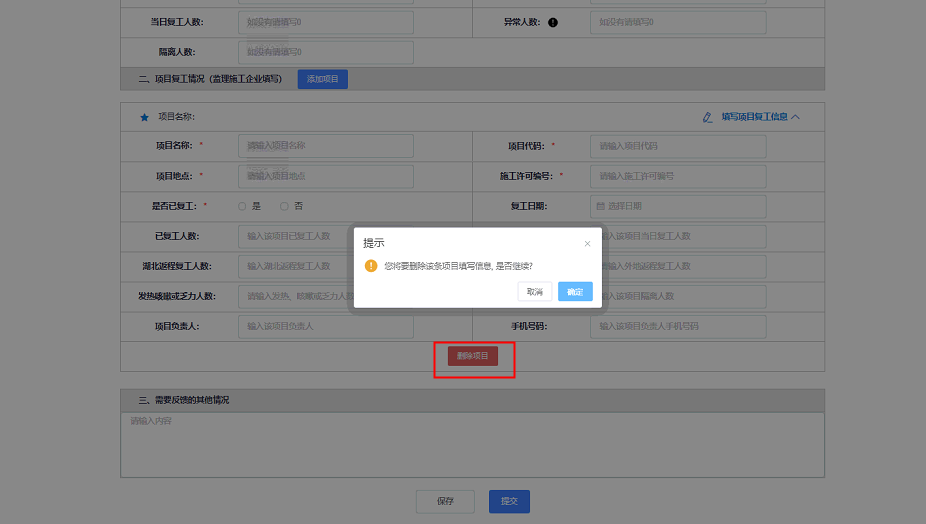 当日复工人数: 如没有请填写0 异常人数: 如没有请填写0
隔离人数: 如没有请填写0
二、项目复工情况（监理施工企业填写） 添加项目
项目名称: 填写项目复工信息
项目名称: * 请输入项目名称 项目代码: * 请输入项目代码
项目地点: * 请输入项目地点 施工许可编号: * 请输入施工许可编号
是否已复工: * 是 否 复工日期: 选择日期
已复工人数: 输入该项目已复工人数 输入该项目当日复工人数
提示
您将要删除该条项目填写信息, 是否继续?
取消 确定
湖北返程复工人数: 输入湖北返程复工人数 输入外地返程复工人数
发热咳嗽或乏力人数: 请输入发热、咳嗽或乏力人数 输入该项目隔离人数
项目负责人: 输入该项目负责人 手机号码: 输入该项目负责人手机号码
删除项目
三、需要反馈的其他情况
请输入内容
保存 提交